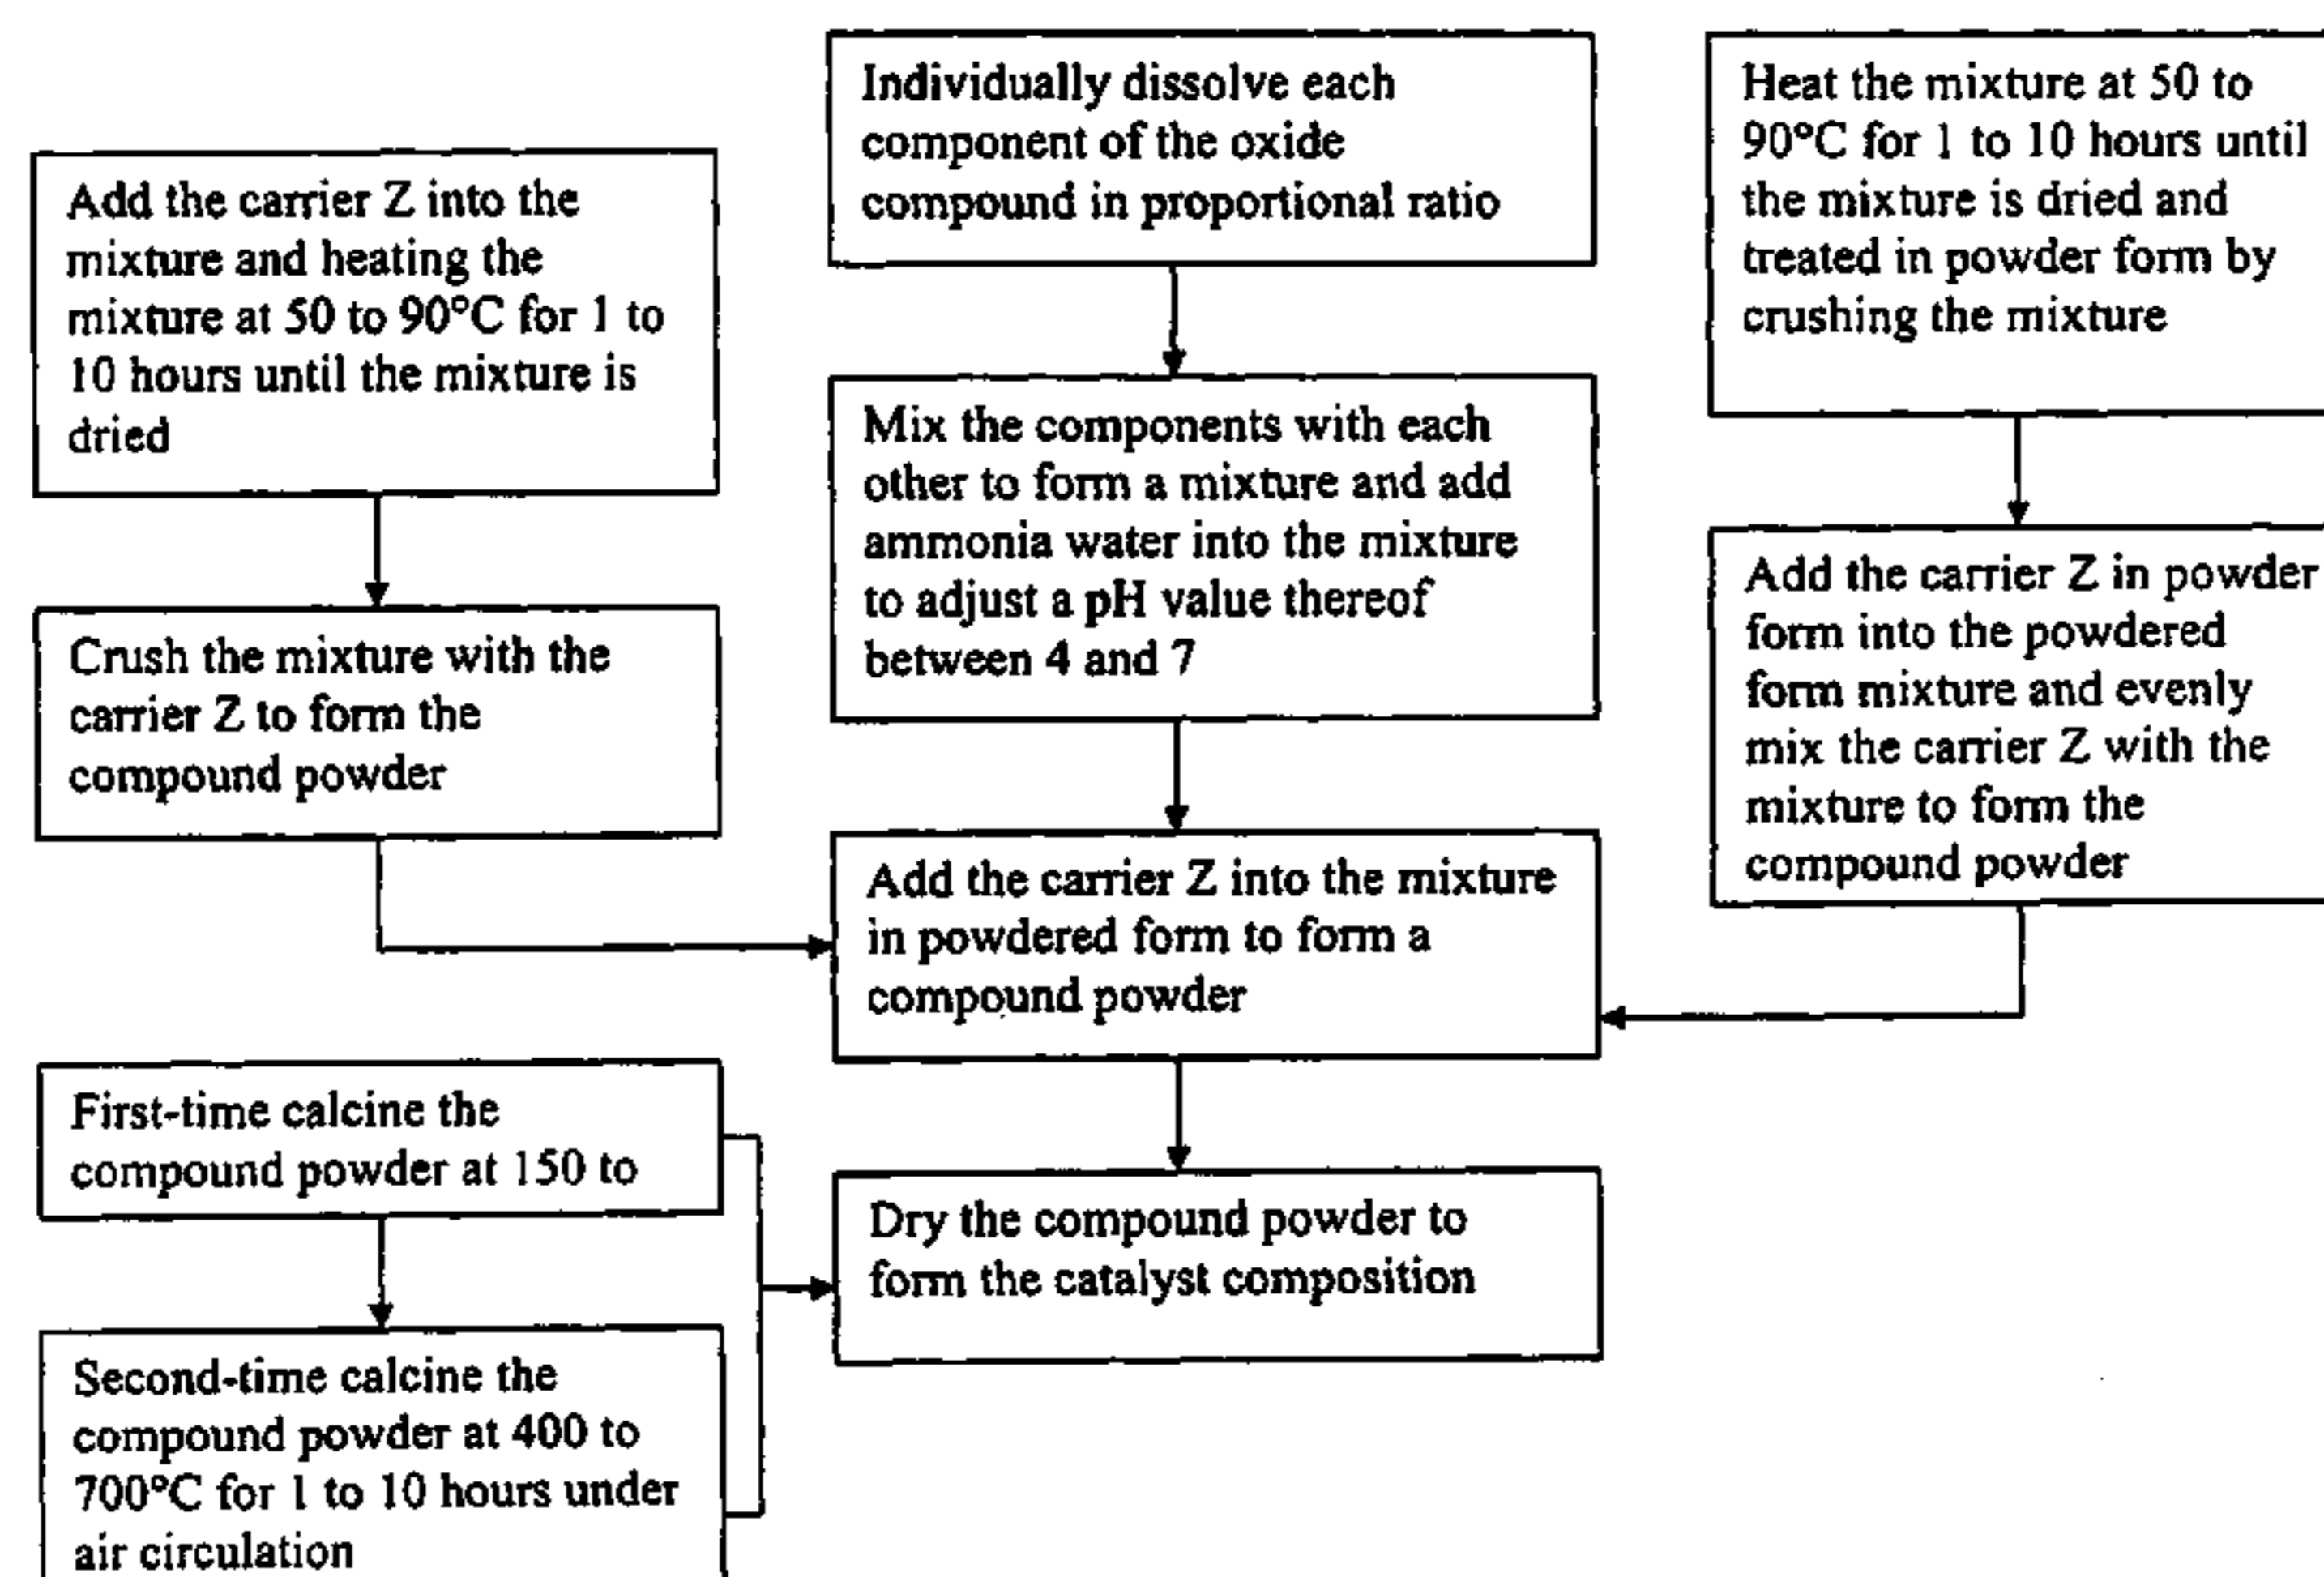 Individually dissolve each
component of the oxide
compound in proportional ratio
Heat the mixture at 50 to
90°C for 1 to 10 hours until
the mixture is dried and
treated in powder form by
crushing the mixture
Add the carrier Z into the
mixture and heating the
mixture at 50 to 90°C for 1 to
10 hours until the mixture is
dried
Mix the components with each
other to form a mixture and add
ammonia water into the mixture
to adjust a pH value thereof
between 4 and 7
Add the carrier Z in powder
form into the powdered
form mixture and evenly
mix the carrier Z with the
mixture to form the
compound powder
Crush the mixture with the
carrier Z to form the
compound powder
Add the carrier Z into the mixture
in powdered form to form a
compound powder
First-time calcine the
compound powder at 150 to
Dry the compound powder to
form the catalyst composition
Second-time calcine the
compound powder at 400 to
700°C for 1 to 10 hours under
air circulation